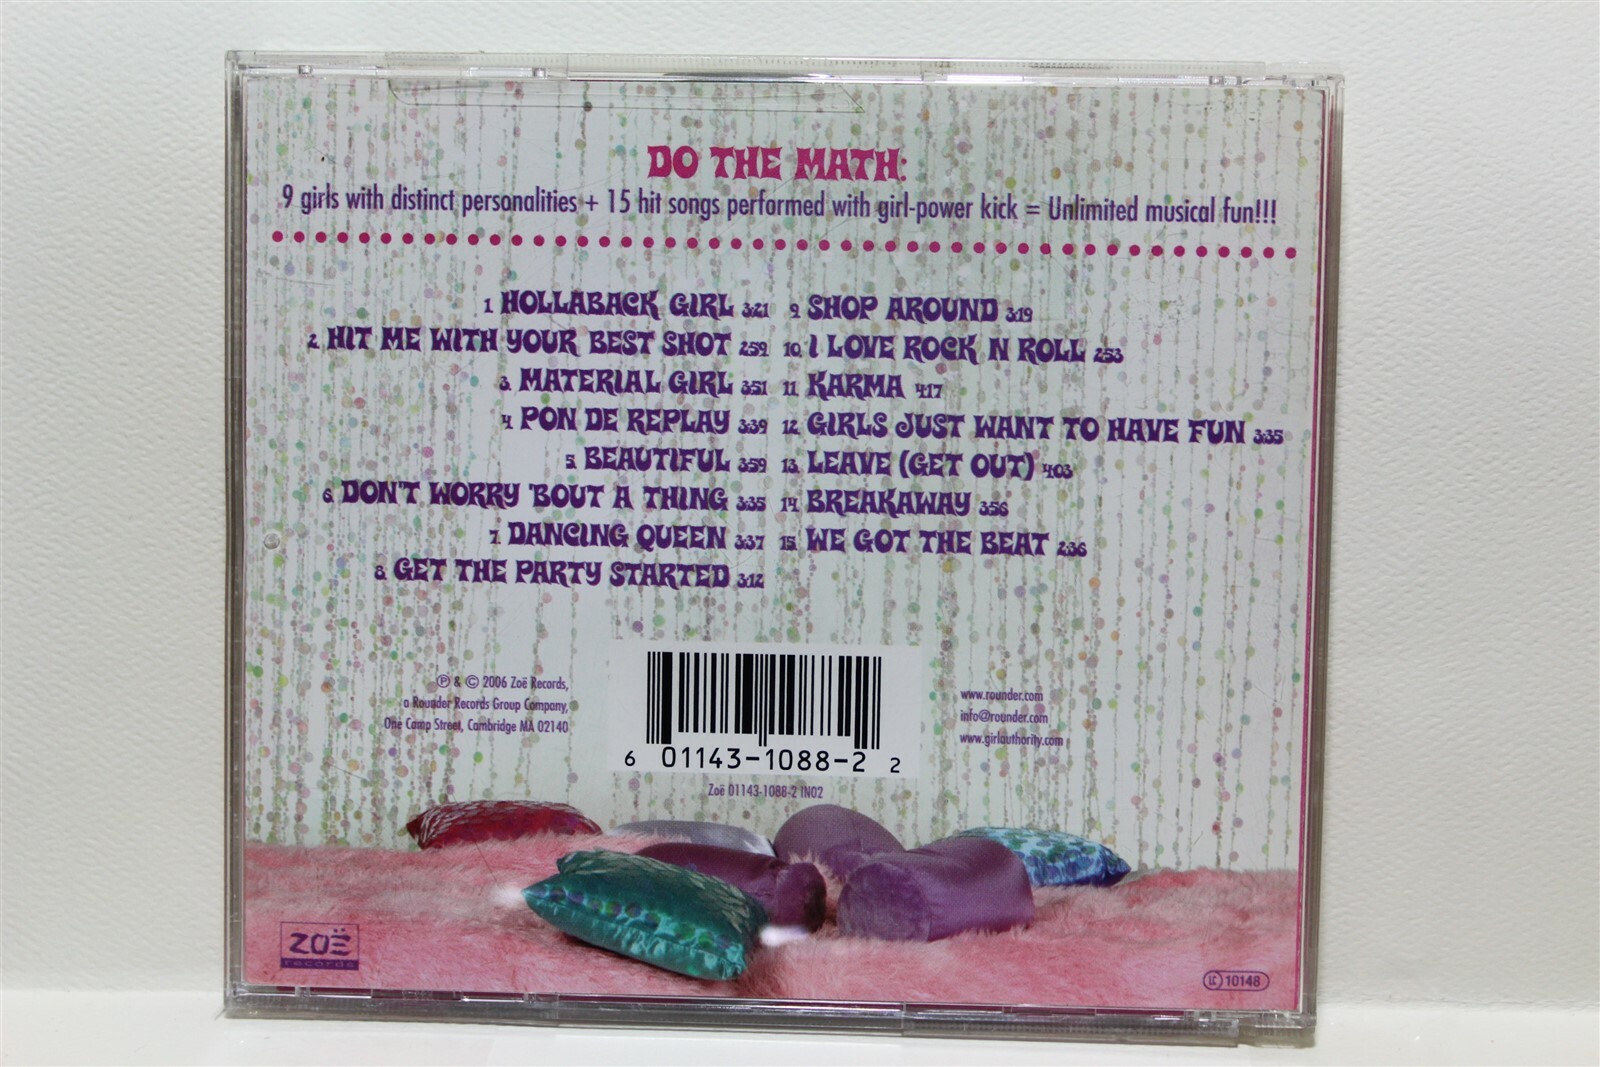 DO THE MATH:
9 girls with distinct personalities + 15 hit songs performed with girl-power kick = Unlimited musical fun!!!
1. HOLLABACK GIRL 3:21
2. HIT ME WITH YOUR BEST SHOT 2:59
3. MATERIAL GIRL 3:51
4. PON DE REPLAY 3:39
5. BEAUTIFUL 3:59
6. DON'T WORRY 'BOUT A THING 3:35
7. DANCING QUEEN 3:37
8. GET THE PARTY STARTED 3:12
9. SHOP AROUND 3:19
10. I LOVE ROCK N ROLL 2:53
11. KARMA 4:17
12. GIRLS JUST WANT TO HAVE FUN 3:35
13. LEAVE (GET OUT) 4:03
14. BREAKAWAY 3:56
15. WE GOT THE BEAT 2:36
℗ & © 2006 Zoë Records,
a Rounder Records Group Company,
One Camp Street, Cambridge MA 02140
6 01143-1088-2 2
Zoë 01143-1088-2 IN02
www.rounder.com
info@rounder.com
www.girlauthority.com
ZOË
records
LC 10148